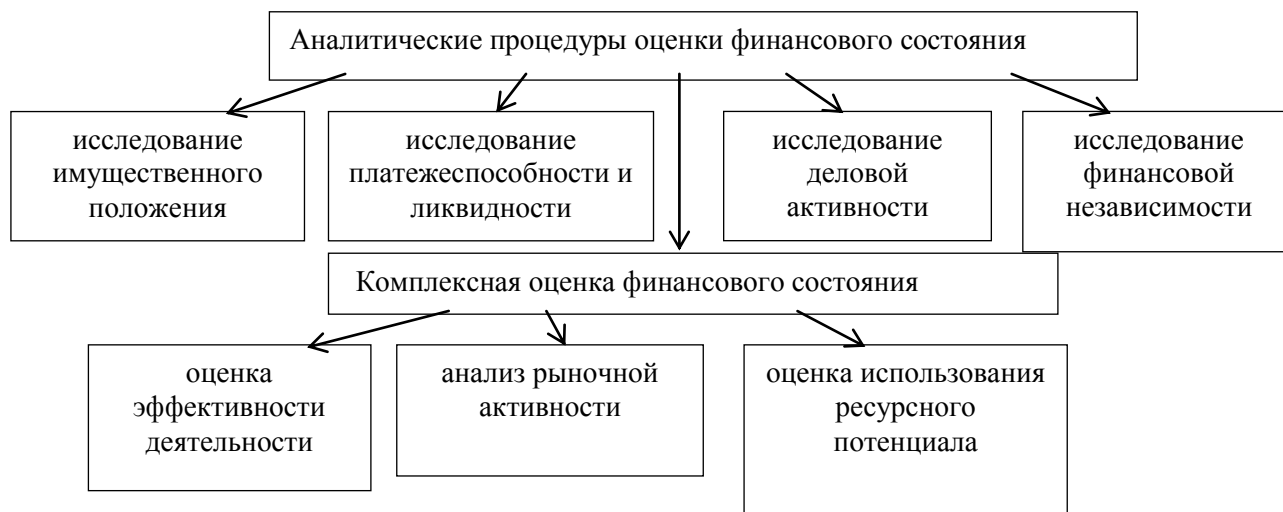 Аналитические процедуры оценки финансового состояния
исследование
имущественного
положения
исследование
платежеспособности и
ликвидности
исследование
деловой
активности
исследование
финансовой
независимости
Комплексная оценка финансового состояния
оценка
эффективности
деятельности
анализ рыночной
активности
оценка использования
ресурсного
потенциала